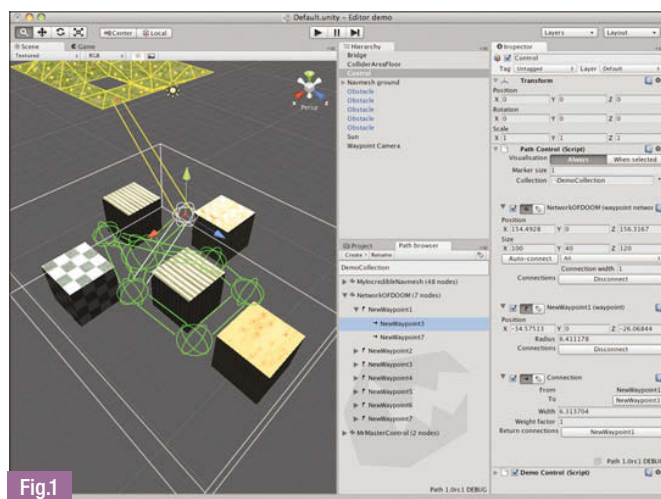 Default.unity - Editor demo
Center Local
Layers Layout
Scene Game
Textured RGB
Persp
Hierarchy
Bridge
ColliderAreaFloor
Control
Navmesh ground
Obstacle
Obstacle
Obstacle
Obstacle
Obstacle
Sun
Waypoint Camera
Project Path browser
Create Rename
DemoCollection
MyIncredibleNavmesh (48 nodes)
NetworkOfDOOM (7 nodes)
NewWaypoint1
NewWaypoint3
NewWaypoint7
NewWaypoint2
NewWaypoint3
NewWaypoint4
NewWaypoint5
NewWaypoint6
NewWaypoint7
MrMasterControl (2 nodes)
Path 1.0rc1 DEBUG
Inspector
Control
Tag Untagged Layer Default
Transform
Position
X 0 Y 0 Z 0
Rotation
X 0 Y 0 Z 0
Scale
X 1 Y 1 Z 1
Path Control (Script)
Visualisation Always When selected
Marker size 1
Collection DemoCollection
NetworkOfDOOM (waypoint networ
Position
X 154.4928 Y 0 Z 156.3167
Size
X 100 Y 40 Z 120
Auto-connect All
Connection width 1
Connections Disconnect
NewWaypoint1 (waypoint)
Position
X -34.57513 Y 0 Z -26.06844
Radius 6.411178
Connections Disconnect
Connection
From NewWaypoint1
To NewWaypoint3
Width 6.313704
Weight factor 1
Return connections NewWaypoint1
Path 1.0rc1 DEBUG
Demo Control (Script)
Fig.1